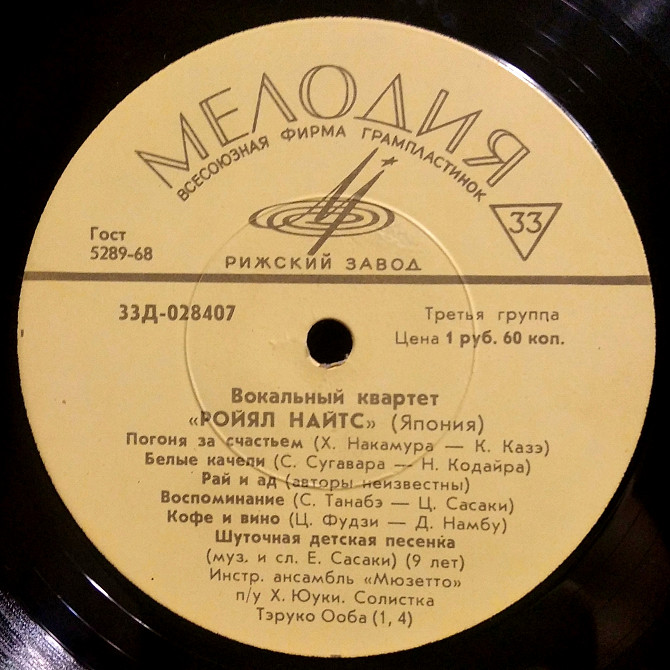 МЕЛОДИЯ
ВСЕСОЮЗНАЯ ФИРМА ГРАМПЛАСТИНОК
33
Гост
5289-68
РИЖСКИЙ ЗАВОД
33Д-028407
Третья группа
Цена 1 руб. 60 коп.
Вокальный квартет
«РОЙЯЛ НАЙТС» (Япония)
Погоня за счастьем (Х. Накамура — К. Казэ)
Белые качели (С. Сугавара — Н. Кодайра)
Рай и ад (авторы неизвестны)
Воспоминание (С. Танабэ — Ц. Сасаки)
Кофе и вино (Ц. Фудзи — Д. Намбу)
Шуточная детская песенка
(муз. и сл. Е. Сасаки) (9 лет)
Инстр. ансамбль «Мюзетто»
п/у Х. Юуки. Солистка
Тэруко Ооба (1, 4)